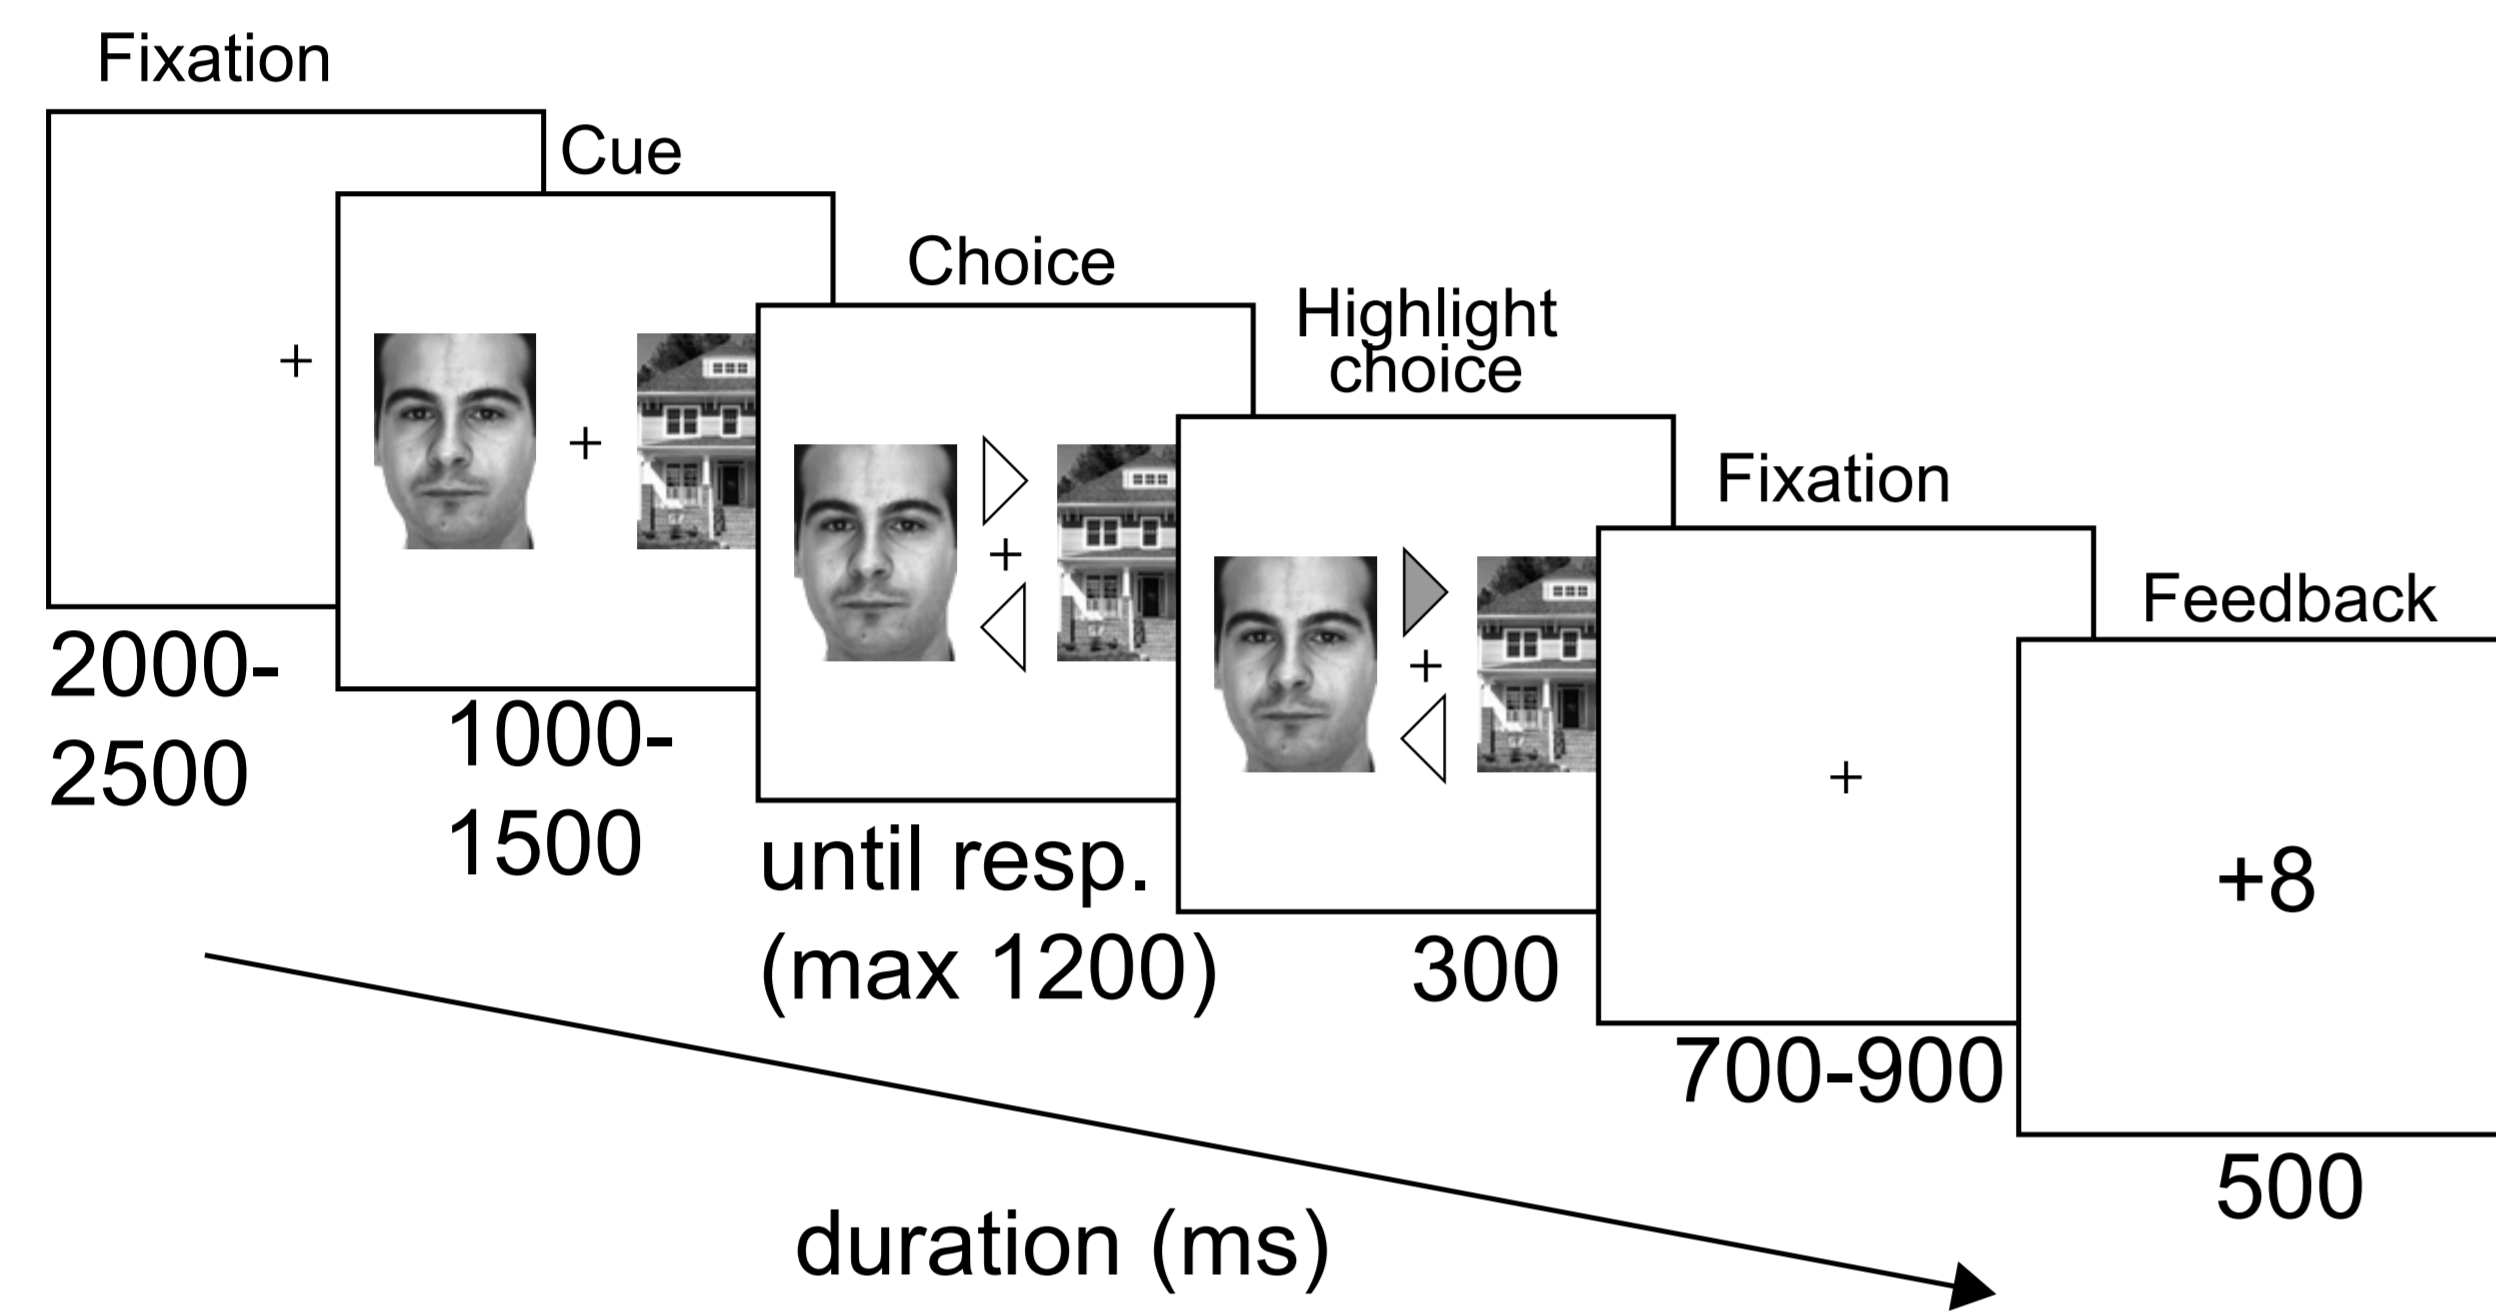 Fixation
Cue
Choice
Highlight
choice
Fixation
Feedback
+
+
+
+
+
+8
2000-
2500
1000-
1500
until resp.
(max 1200)
300
700-900
500
duration (ms)